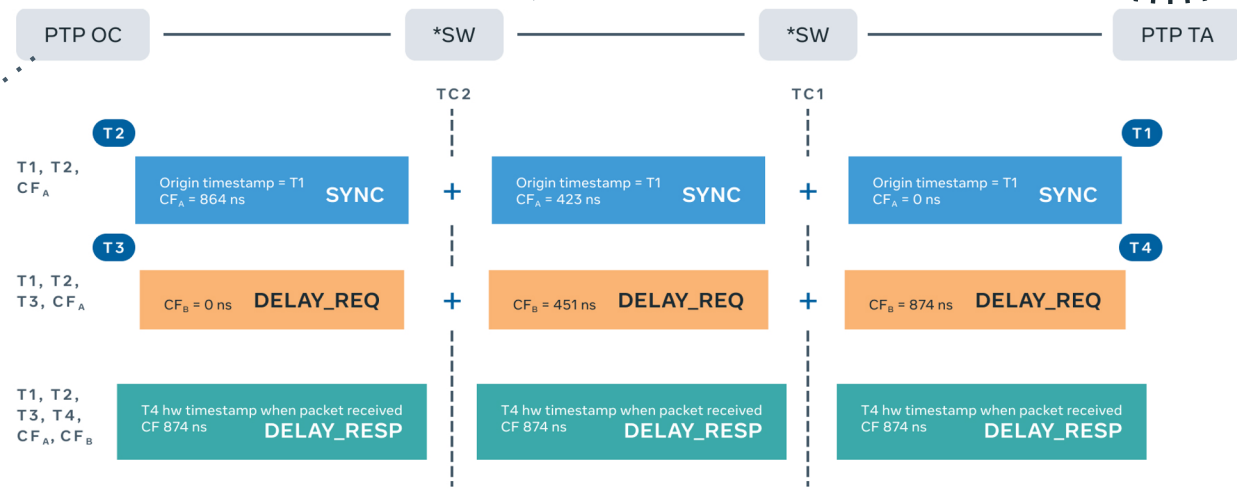 PTP OC
*SW
*SW
PTP TA
TC2
TC1
T2
T1
T1, T2,
CFA
Origin timestamp = T1
CFA = 864 ns
SYNC
Origin timestamp = T1
CFA = 423 ns
SYNC
Origin timestamp = T1
CFA = 0 ns
SYNC
+
+
T3
T4
T1, T2,
T3, CFA
CFB = 0 ns
DELAY_REQ
CFB = 451 ns
DELAY_REQ
CFB = 874 ns
DELAY_REQ
+
+
T1, T2,
T3, T4,
CFA, CFB
T4 hw timestamp when packet received
CF 874 ns
DELAY_RESP
T4 hw timestamp when packet received
CF 874 ns
DELAY_RESP
T4 hw timestamp when packet received
CF 874 ns
DELAY_RESP